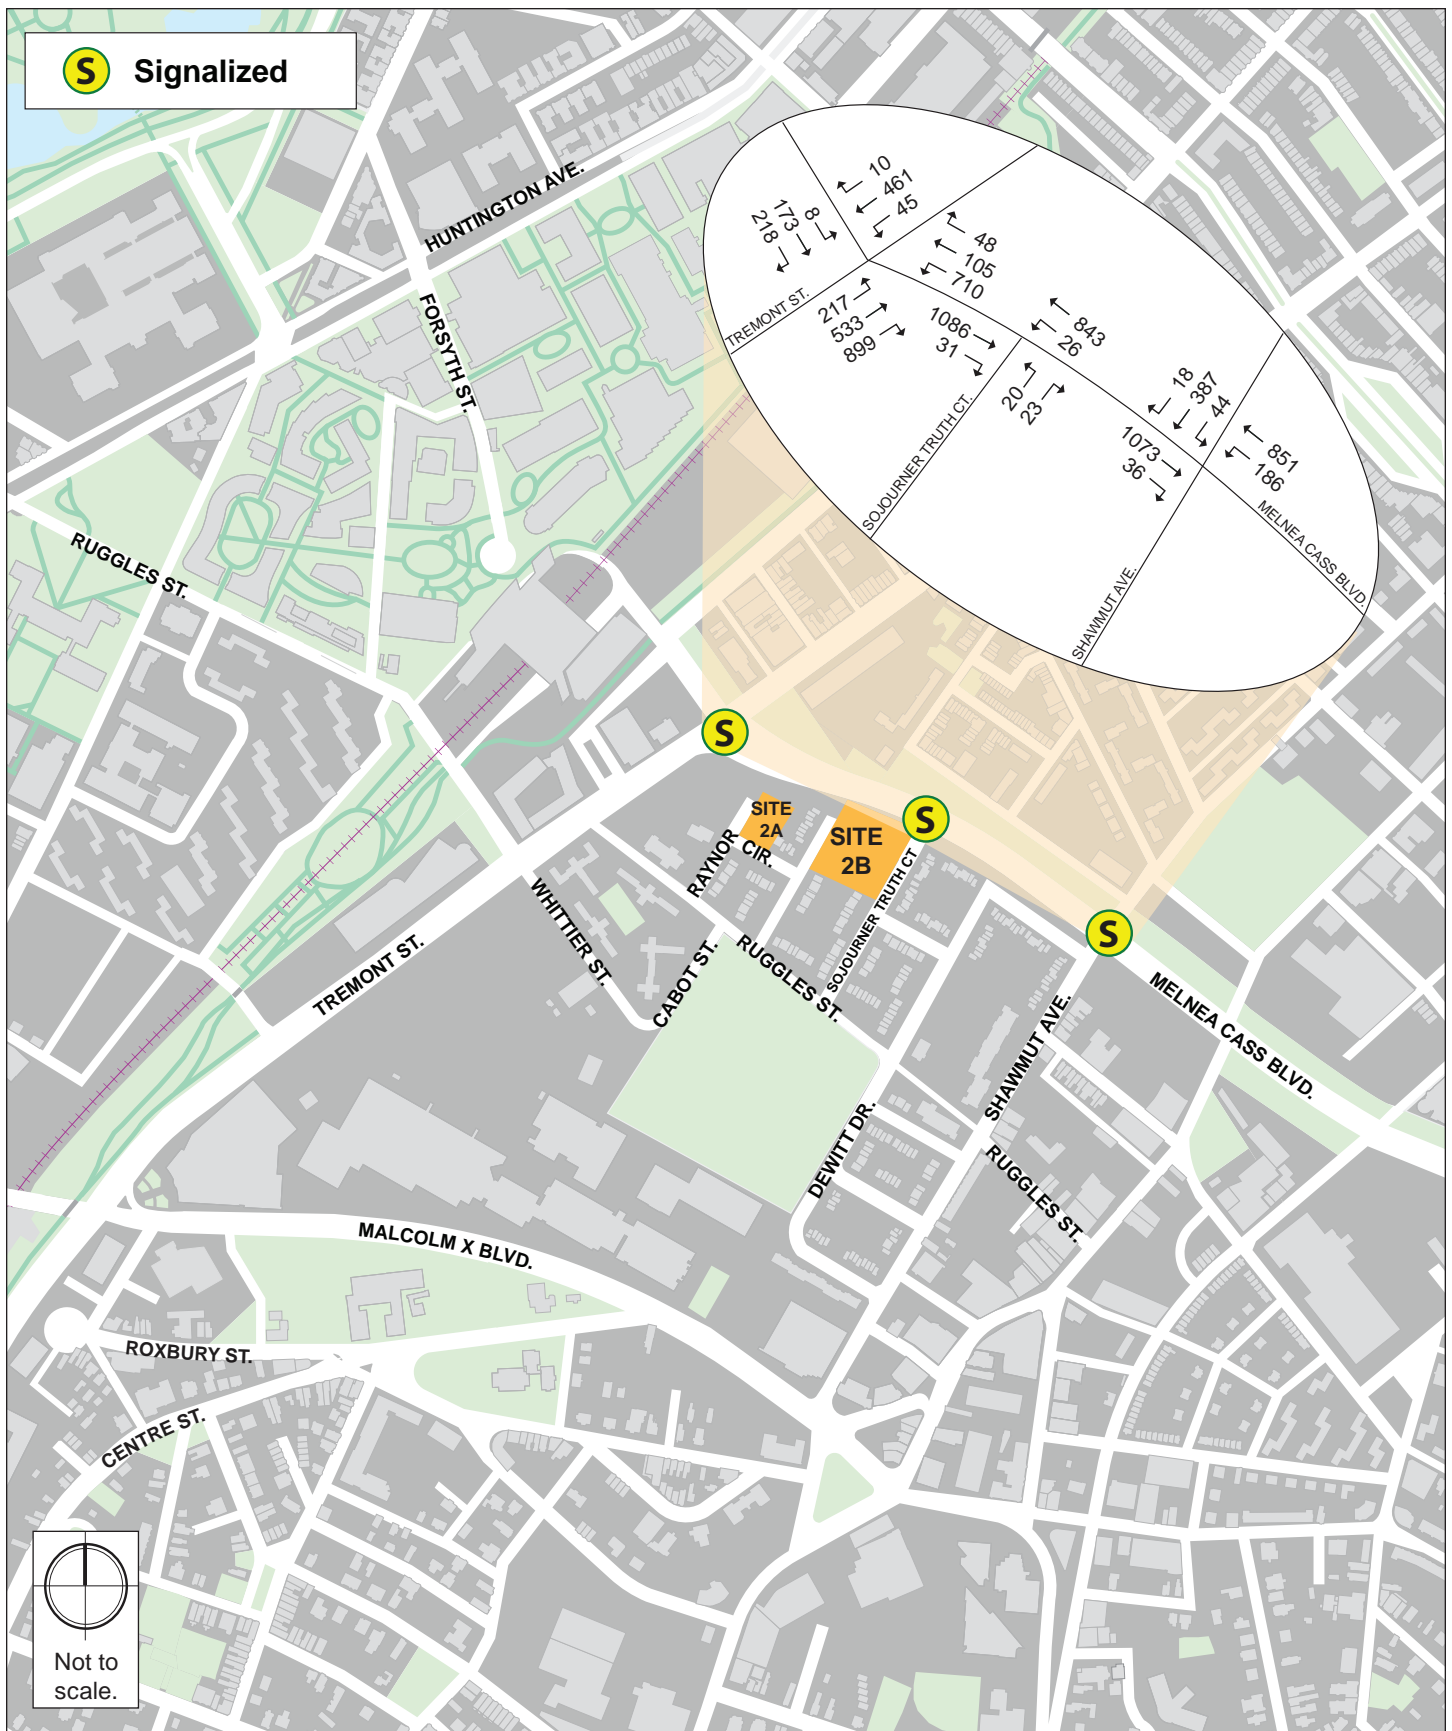 S Signalized
HUNTINGTON AVE.
FORSYTH ST.
RUGGLES ST.
10
461
45
8
173
218
48
105
710
TREMONT ST.
217
533
899
1086
31
843
26
20
23
SOJOURNER TRUTH CT.
18
387
44
1073
36
851
186
MELNEA CASS BLVD.
SHAWMUT AVE.
S
S
S
SITE
2A
SITE
2B
RAYNOR
CIR.
SOJOURNER TRUTH CT
WHITTIER ST.
CABOT ST.
RUGGLES ST.
TREMONT ST.
MELNEA CASS BLVD.
SHAWMUT AVE.
DEWITT DR.
RUGGLES ST.
MALCOLM X BLVD.
ROXBURY ST.
CENTRE ST.
Not to
scale.